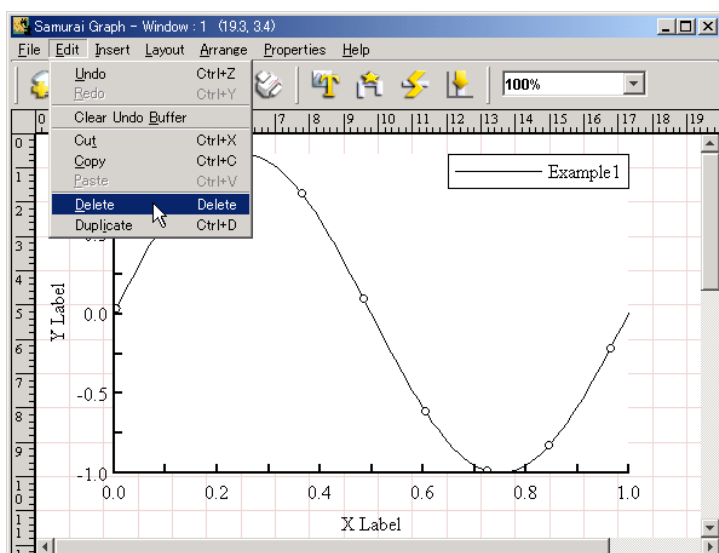 Samurai Graph - Window : 1 (19.3, 3.4)
File Edit Insert Layout Arrange Properties Help
100%
Undo Ctrl+Z
Redo Ctrl+Y
Clear Undo Buffer
Cut Ctrl+X
Copy Ctrl+C
Paste Ctrl+V
Delete Delete
Duplicate Ctrl+D
0 7 8 9 10 11 12 13 14 15 16 17 18 19
0
1
2
3
4
5
6
7
8
9
10
11
Example1
Y Label
0.0
-0.5
-1.0
0.0 0.2 0.4 0.6 0.8 1.0
X Label